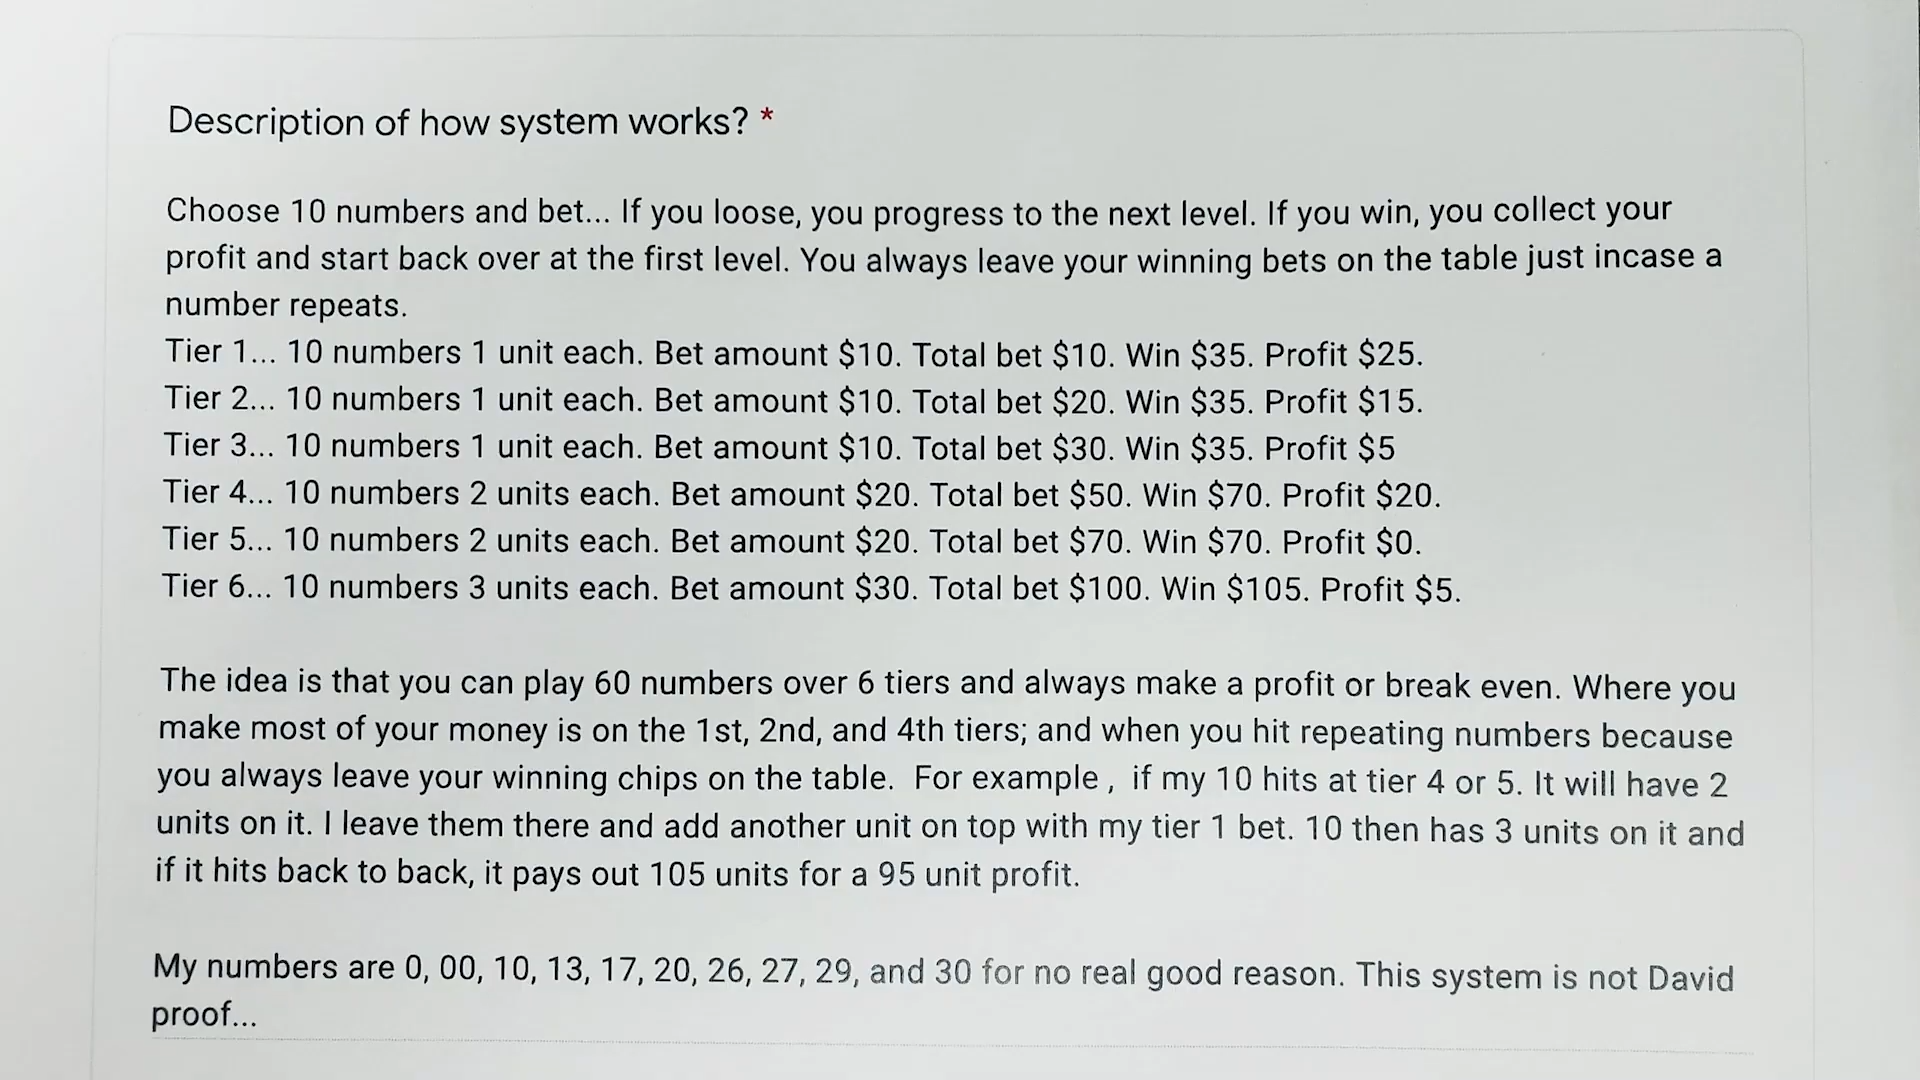 Description of how system works? *
Choose 10 numbers and bet... If you loose, you progress to the next level. If you win, you collect your
profit and start back over at the first level. You always leave your winning bets on the table just incase a
number repeats.
Tier 1... 10 numbers 1 unit each. Bet amount $10. Total bet $10. Win $35. Profit $25.
Tier 2... 10 numbers 1 unit each. Bet amount $10. Total bet $20. Win $35. Profit $15.
Tier 3... 10 numbers 1 unit each. Bet amount $10. Total bet $30. Win $35. Profit $5
Tier 4... 10 numbers 2 units each. Bet amount $20. Total bet $50. Win $70. Profit $20.
Tier 5... 10 numbers 2 units each. Bet amount $20. Total bet $70. Win $70. Profit $0.
Tier 6... 10 numbers 3 units each. Bet amount $30. Total bet $100. Win $105. Profit $5.
The idea is that you can play 60 numbers over 6 tiers and always make a profit or break even. Where you
make most of your money is on the 1st, 2nd, and 4th tiers; and when you hit repeating numbers because
you always leave your winning chips on the table.  For example ,  if my 10 hits at tier 4 or 5. It will have 2
units on it. I leave them there and add another unit on top with my tier 1 bet. 10 then has 3 units on it and
if it hits back to back, it pays out 105 units for a 95 unit profit.
My numbers are 0, 00, 10, 13, 17, 20, 26, 27, 29, and 30 for no real good reason. This system is not David
proof...